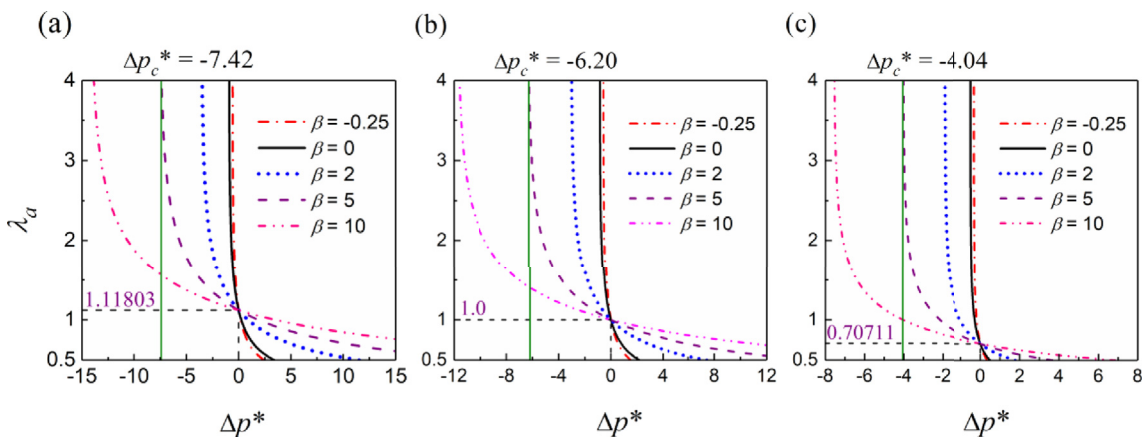 (a)
Δp_c* = -7.42
λ_a
4
3
2
1
0.5
1.11803
β = -0.25
β = 0
β = 2
β = 5
β = 10
-15 -10 -5 0 5 10 15
Δp*
(b)
Δp_c* = -6.20
4
3
2
1
0.5
1.0
β = -0.25
β = 0
β = 2
β = 5
β = 10
-12 -8 -4 0 4 8 12
Δp*
(c)
Δp_c* = -4.04
4
3
2
1
0.5
0.70711
β = -0.25
β = 0
β = 2
β = 5
β = 10
-8 -6 -4 -2 0 2 4 6 8
Δp*